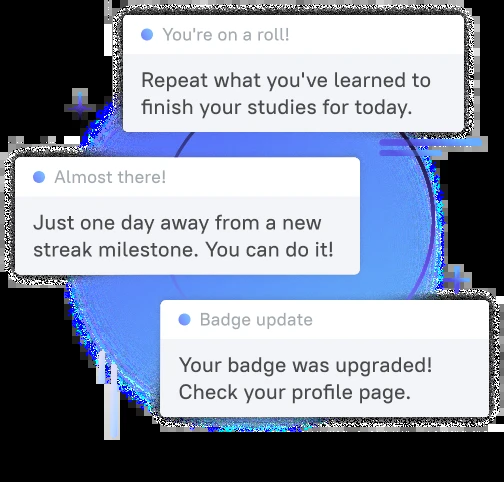 You're on a roll!
Repeat what you've learned to
finish your studies for today.
Almost there!
Just one day away from a new
streak milestone. You can do it!
Badge update
Your badge was upgraded!
Check your profile page.